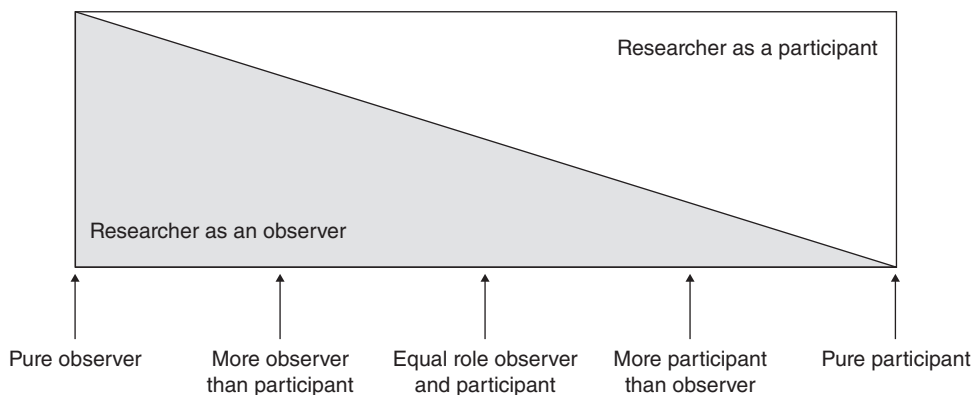 Researcher as a participant
Researcher as an observer
Pure observer
More observer
than participant
Equal role observer
and participant
More participant
than observer
Pure participant